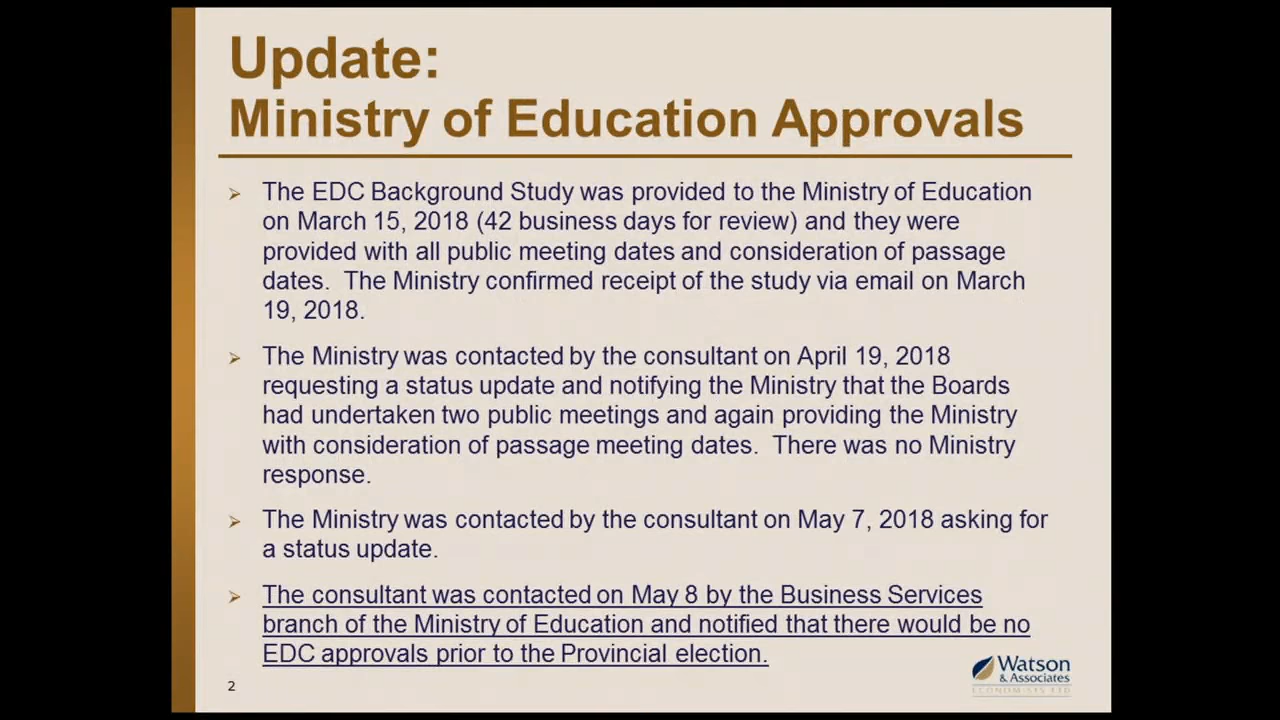 Update:
Ministry of Education Approvals
The EDC Background Study was provided to the Ministry of Education
on March 15, 2018 (42 business days for review) and they were
provided with all public meeting dates and consideration of passage
dates. The Ministry confirmed receipt of the study via email on March
19, 2018.
The Ministry was contacted by the consultant on April 19, 2018
requesting a status update and notifying the Ministry that the Boards
had undertaken two public meetings and again providing the Ministry
with consideration of passage meeting dates. There was no Ministry
response.
The Ministry was contacted by the consultant on May 7, 2018 asking for
a status update.
The consultant was contacted on May 8 by the Business Services
branch of the Ministry of Education and notified that there would be no
EDC approvals prior to the Provincial election.
2
Watson
& Associates
ECONOMISTS LTD